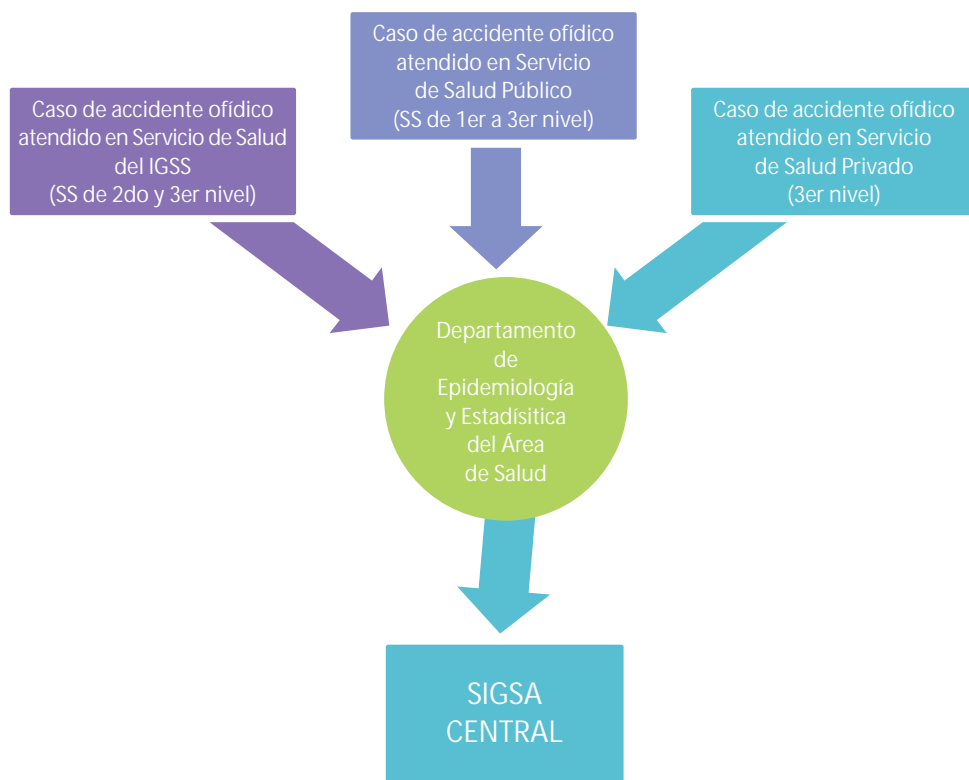 Caso de accidente ofídico
atendido en Servicio de Salud
del IGSS
(SS de 2do y 3er nivel)
Caso de accidente ofídico
atendido en Servicio
de Salud Público
(SS de 1er a 3er nivel)
Caso de accidente ofídico
atendido en Servicio
de Salud Privado
(3er nivel)
Departamento
de
Epidemiología
y Estadísitica
del Área
de Salud
SIGSA
CENTRAL